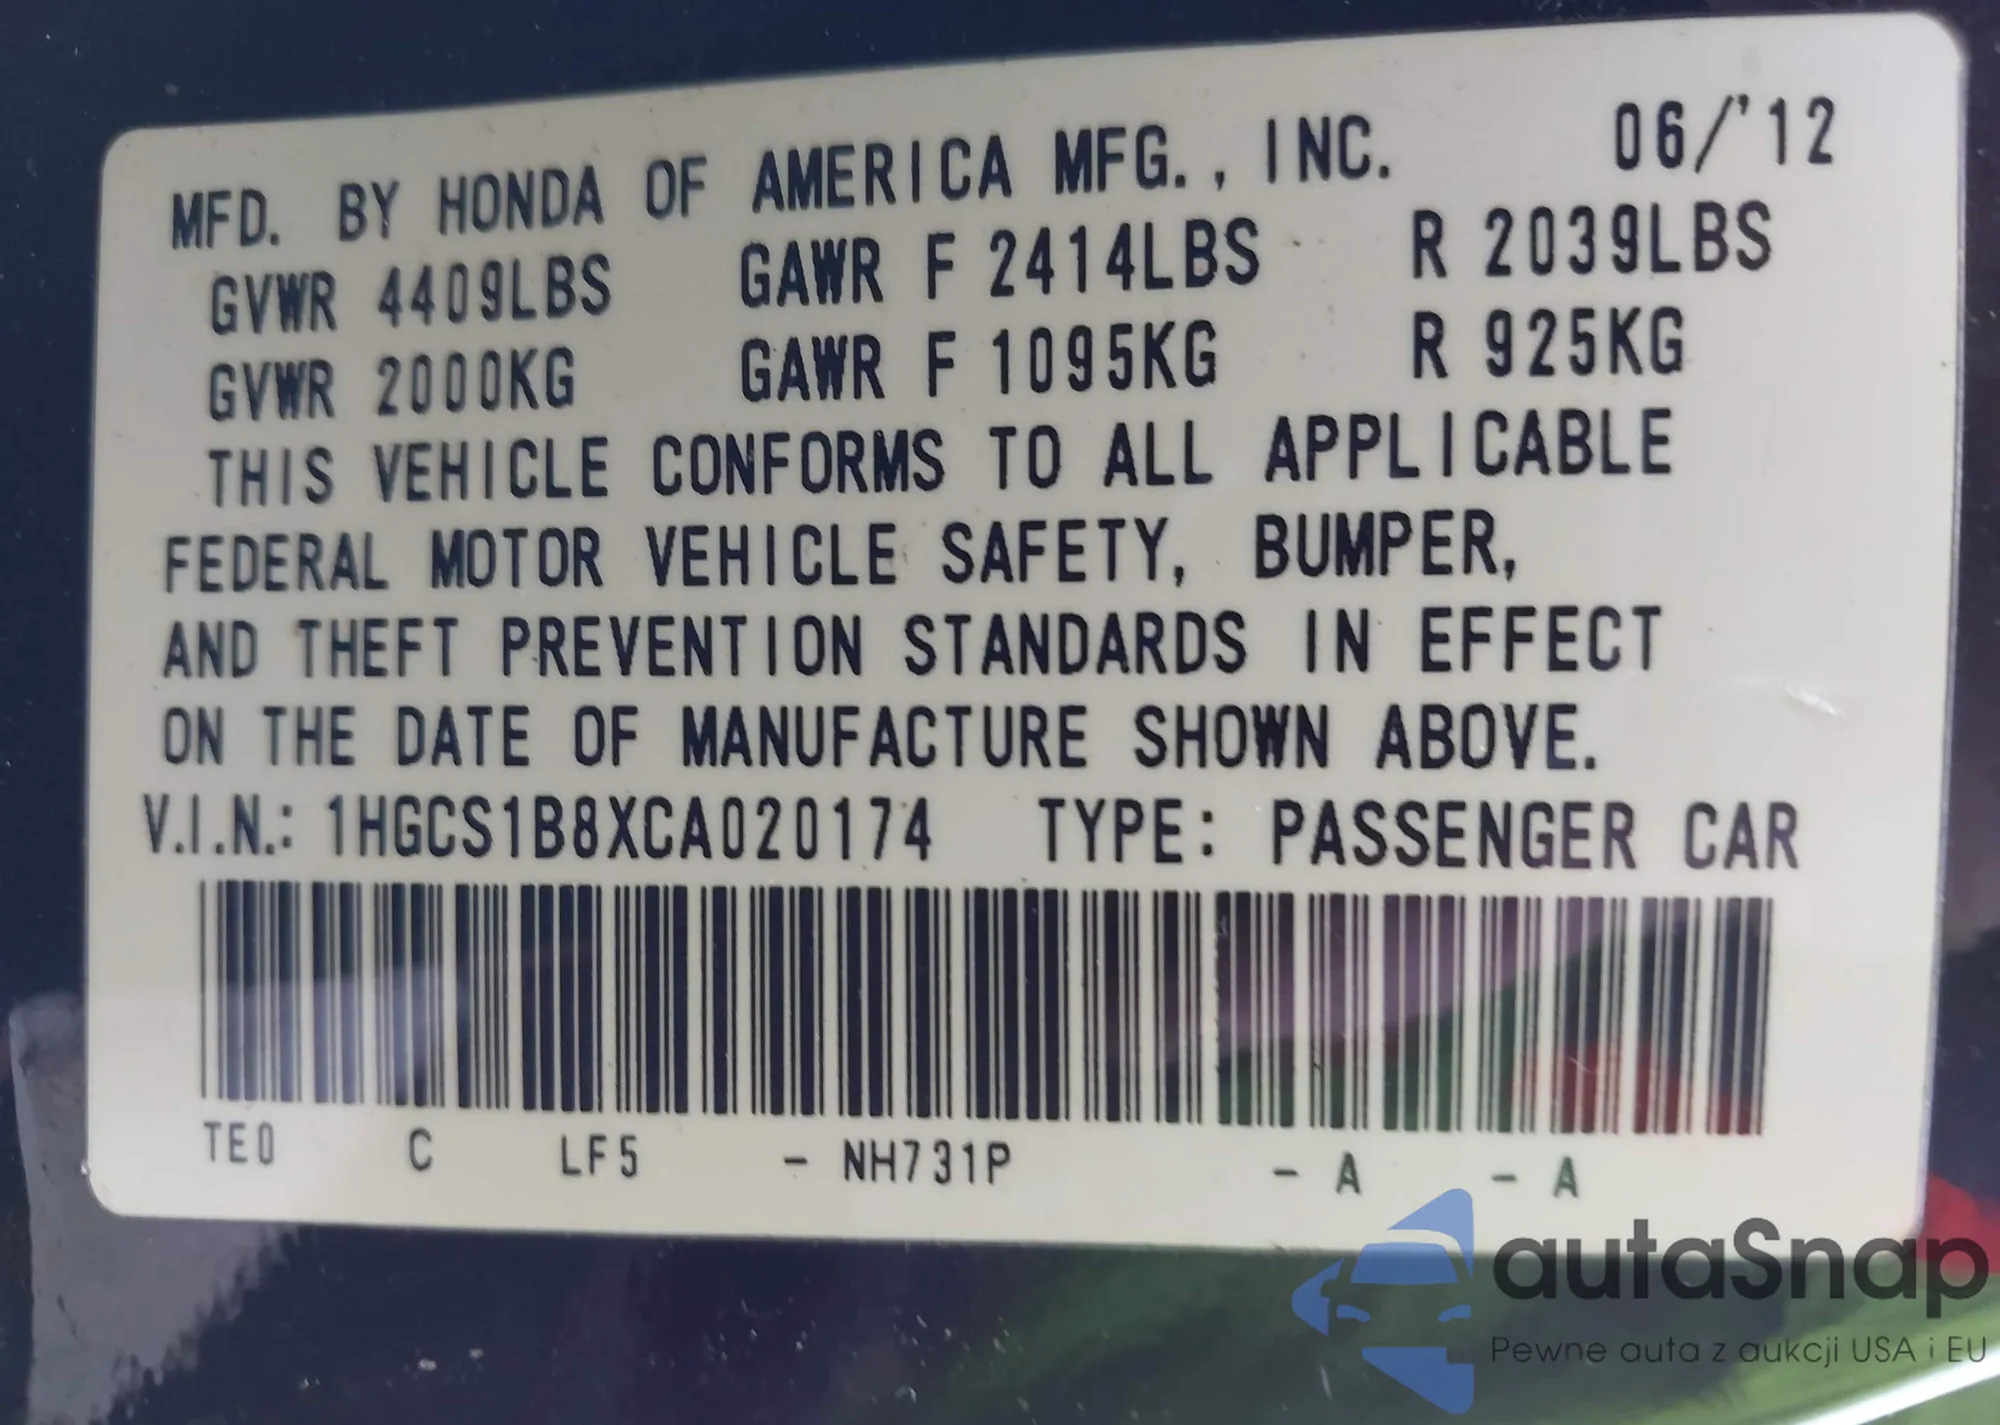 MFD. BY HONDA OF AMERICA MFG., INC. 06/'12
GVWR 4409LBS GAWR F 2414LBS R 2039LBS
GVWR 2000KG GAWR F 1095KG R 925KG
THIS VEHICLE CONFORMS TO ALL APPLICABLE
FEDERAL MOTOR VEHICLE SAFETY, BUMPER,
AND THEFT PREVENTION STANDARDS IN EFFECT
ON THE DATE OF MANUFACTURE SHOWN ABOVE.
V.I.N.: 1HGCS1B8XCA020174 TYPE: PASSENGER CAR
TE0 C LF5 - NH731P - A - A
autaSnap
Pewne auta z aukcji USA i EU